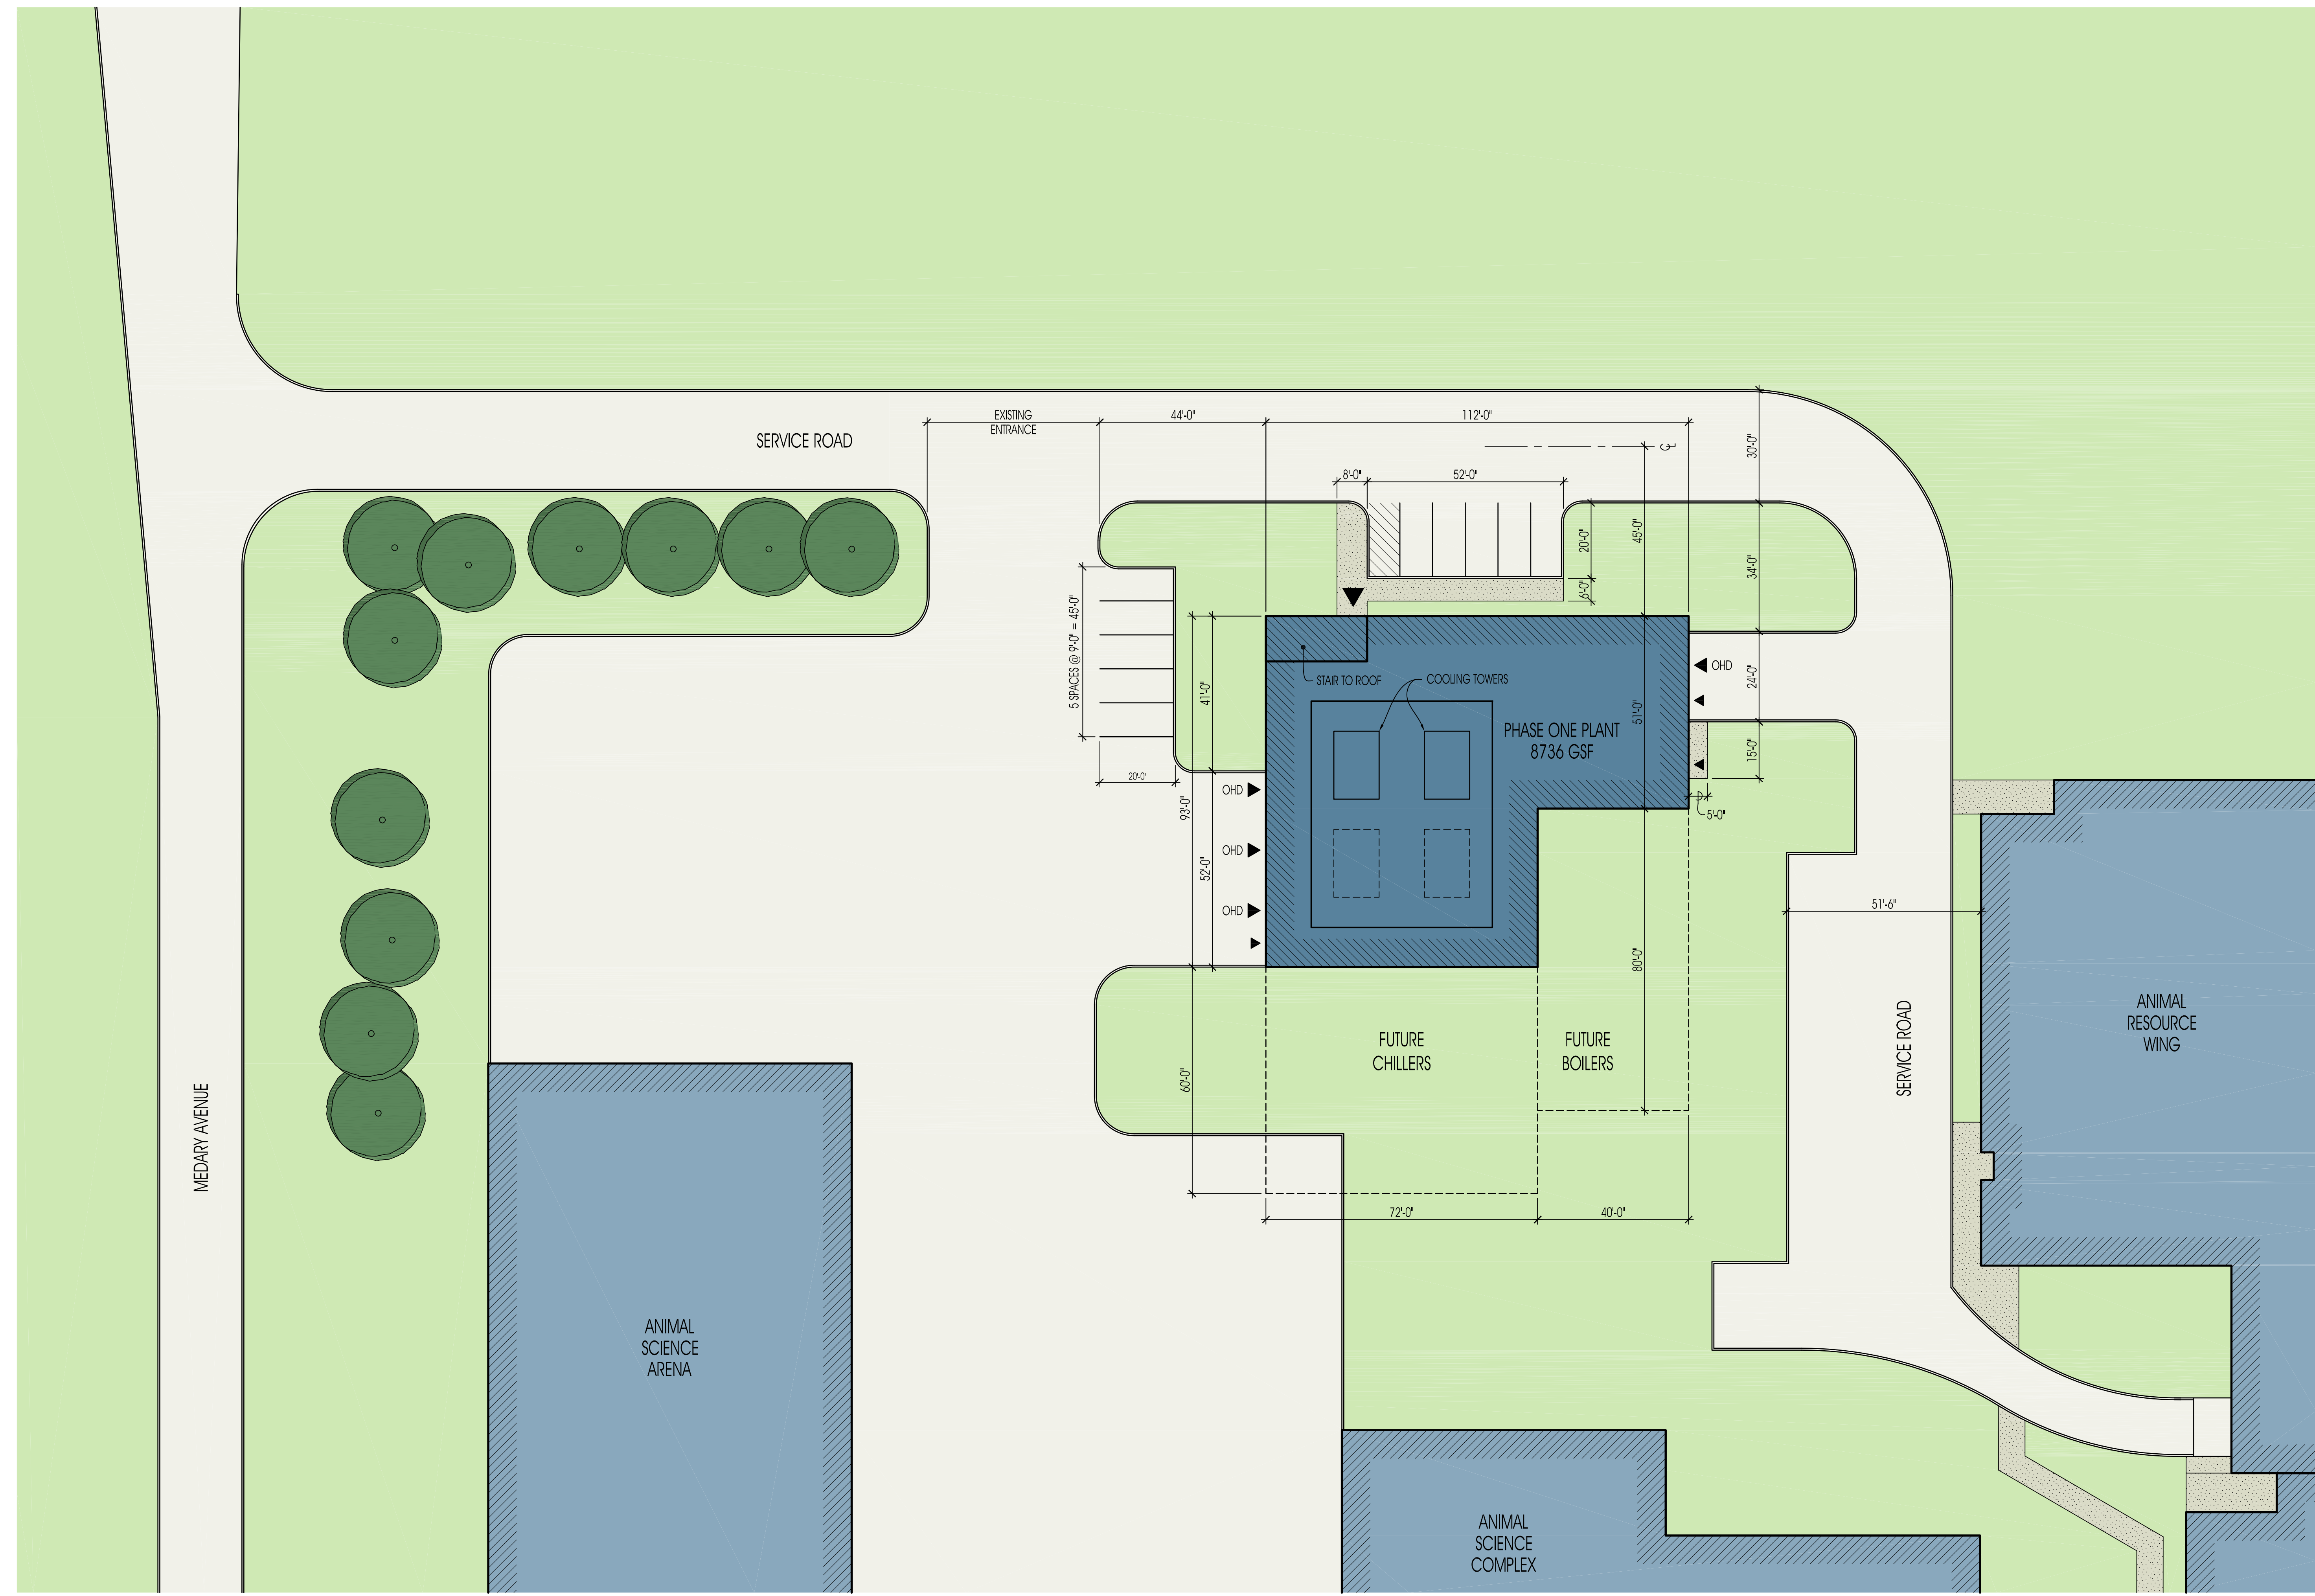 EXISTING
ENTRANCE
44'-0"
112'-0"
SERVICE ROAD
30'-0"
8'-0"
52'-0"
20'-0"
45'-0"
34'-0"
6'-0"
5 SPACES @ 9'-0" = 45'-0"
OHD
24'-0"
STAIR TO ROOF
COOLING TOWERS
41'-0"
51'-0"
PHASE ONE PLANT
8736 GSF
15'-0"
20'-0"
OHD
93'-0"
5'-0"
OHD
52'-0"
OHD
51'-6"
80'-0"
ANIMAL
RESOURCE
WING
FUTURE
CHILLERS
FUTURE
BOILERS
SERVICE ROAD
60'-0"
MEDARY AVENUE
72'-0"
40'-0"
ANIMAL
SCIENCE
ARENA
ANIMAL
SCIENCE
COMPLEX